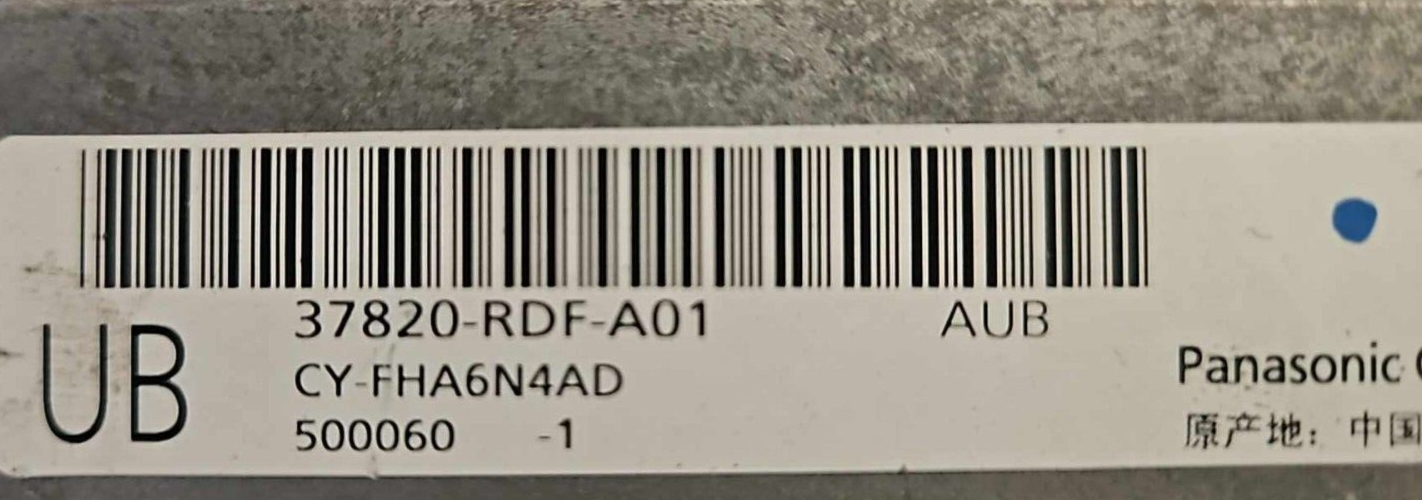 37820-RDF-A01 AUB
UB
CY-FHA6N4AD
500060 -1
Panasonic
原产地：中国